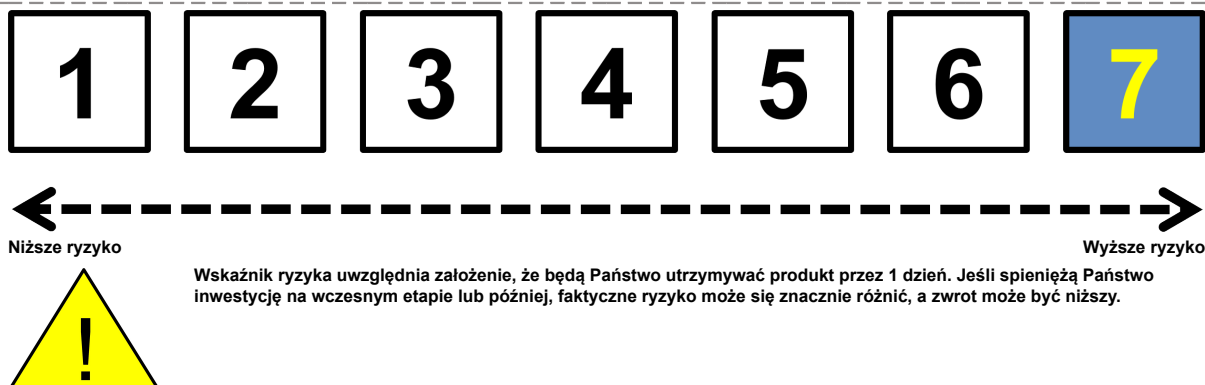 1 2 3 4 5 6 7
Niższe ryzyko Wyższe ryzyko
Wskaźnik ryzyka uwzględnia założenie, że będą Państwo utrzymywać produkt przez 1 dzień. Jeśli spieniężą Państwo
inwestycję na wczesnym etapie lub później, faktyczne ryzyko może się znacznie różnić, a zwrot może być niższy.
!